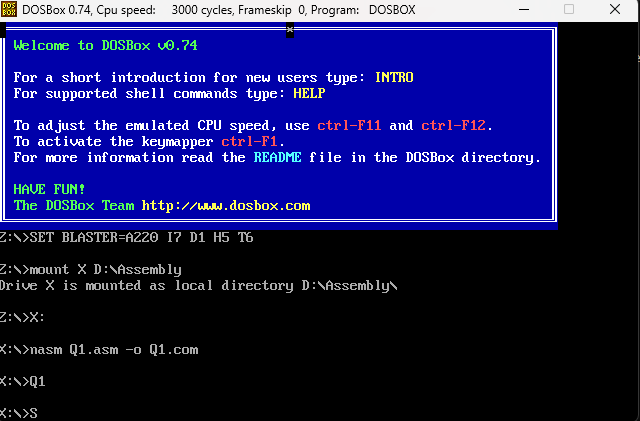 DOSBox 0.74, Cpu speed: 3000 cycles, Frameskip 0, Program: DOSBOX
*
Welcome to DOSBox v0.74
For a short introduction for new users type: INTRO
For supported shell commands type: HELP
To adjust the emulated CPU speed, use ctrl-F11 and ctrl-F12.
To activate the keymapper ctrl-F1.
For more information read the README file in the DOSBox directory.
HAVE FUN!
The DOSBox Team http://www.dosbox.com
Z:\>SET BLASTER=A220 I7 D1 H5 T6
Z:\>mount X D:\Assembly
Drive X is mounted as local directory D:\Assembly\
Z:\>X:
X:\>nasm Q1.asm -o Q1.com
X:\>Q1
X:\>S